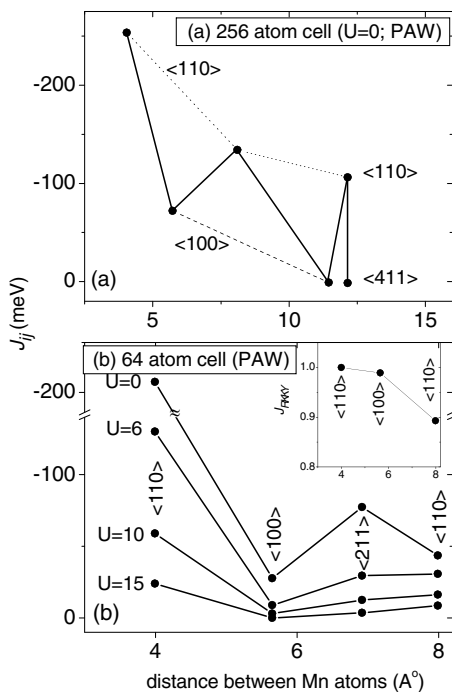 (a) 256 atom cell (U=0; PAW)
-200
<110>
-100
<110>
<100>
0
(a)
<411>
5
10
15
J_ij (meV)
(b) 64 atom cell (PAW)
-200
U=0
U=6
<110>
-100
U=10
U=15
<100>
<211>
<110>
0
(b)
1.0
0.9
0.8
J_RKKY
<110>
<100>
<110>
4
6
8
4
5
6
7
8
distance between Mn atoms (A°)